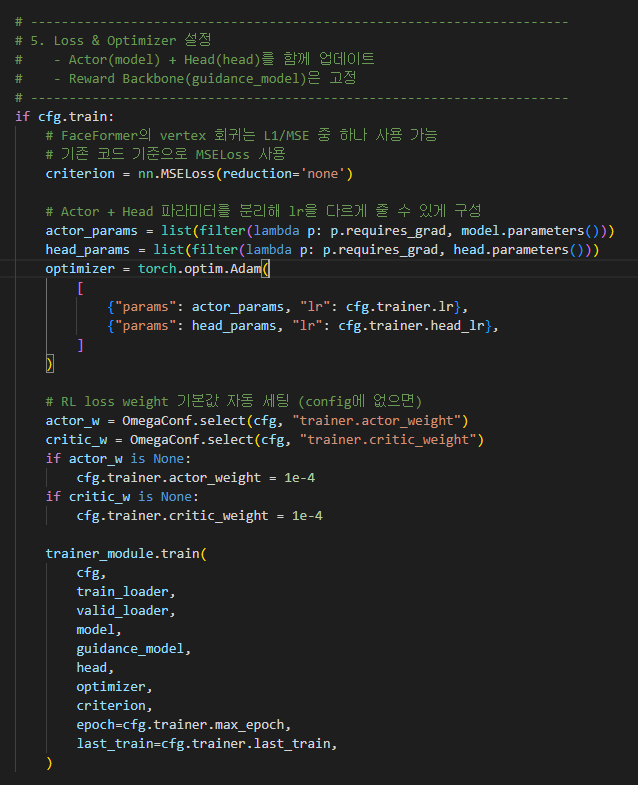 # ---------------------------------------------------------------------
# 5. Loss & Optimizer 설정
#    - Actor(model) + Head(head)를 함께 업데이트
#    - Reward Backbone(guidance_model)은 고정
# ---------------------------------------------------------------------
if cfg.train:
    # FaceFormer의 vertex 회귀는 L1/MSE 중 하나 사용 가능
    # 기존 코드 기준으로 MSELoss 사용
    criterion = nn.MSELoss(reduction='none')

    # Actor + Head 파라미터를 분리해 lr을 다르게 줄 수 있게 구성
    actor_params = list(filter(lambda p: p.requires_grad, model.parameters()))
    head_params = list(filter(lambda p: p.requires_grad, head.parameters()))
    optimizer = torch.optim.Adam(
        [
            {"params": actor_params, "lr": cfg.trainer.lr},
            {"params": head_params, "lr": cfg.trainer.head_lr},
        ]
    )

    # RL loss weight 기본값 자동 세팅 (config에 없으면)
    actor_w = OmegaConf.select(cfg, "trainer.actor_weight")
    critic_w = OmegaConf.select(cfg, "trainer.critic_weight")
    if actor_w is None:
        cfg.trainer.actor_weight = 1e-4
    if critic_w is None:
        cfg.trainer.critic_weight = 1e-4

    trainer_module.train(
        cfg,
        train_loader,
        valid_loader,
        model,
        guidance_model,
        head,
        optimizer,
        criterion,
        epoch=cfg.trainer.max_epoch,
        last_train=cfg.trainer.last_train,
    )